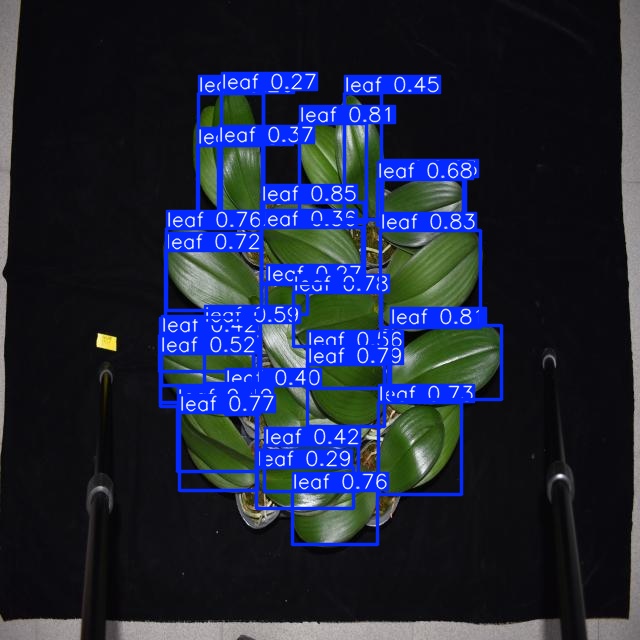 leaf 0.27
leaf 0.45
leaf 0.81
leaf 0.37
leaf 0.68
leaf 0.85
leaf 0.76
leaf 0.36
leaf 0.83
leaf 0.72
leaf 0.27
leaf 0.78
leaf 0.59
leaf 0.81
leaf 0.42
leaf 0.52
leaf 0.56
leaf 0.79
leaf 0.40
leaf 0.73
leaf 0.77
leaf 0.42
leaf 0.29
leaf 0.76